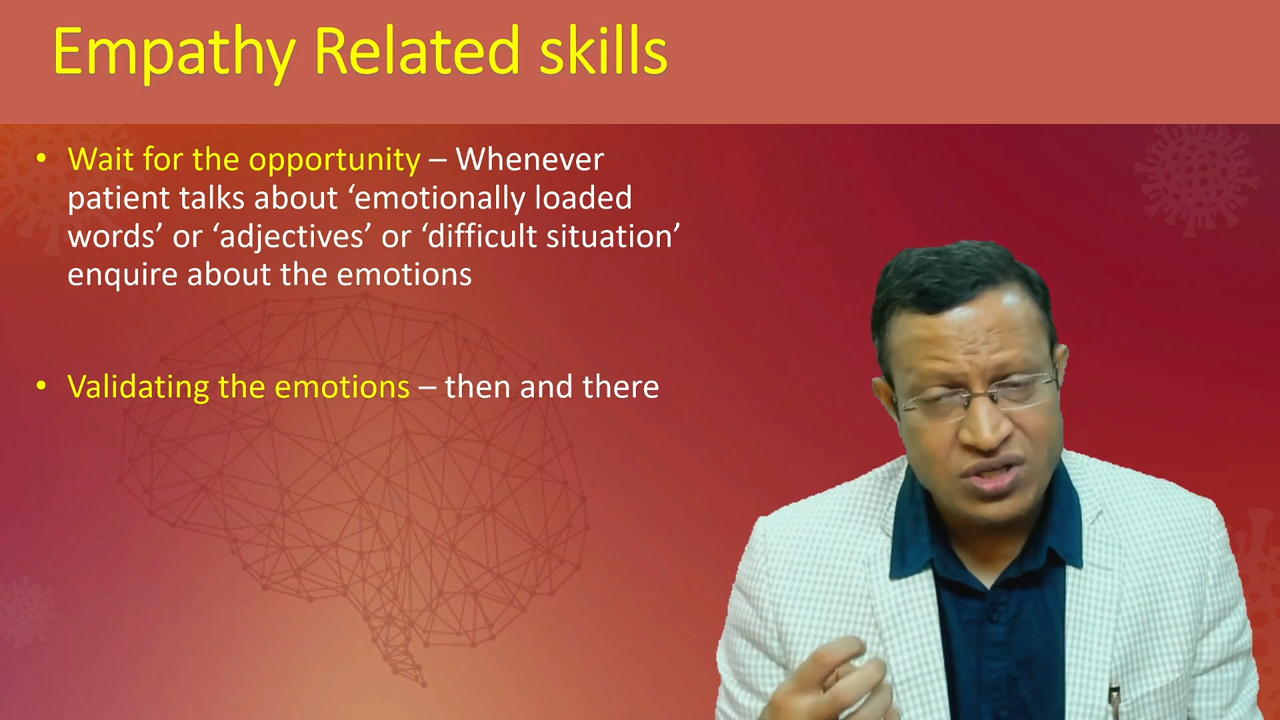 Empathy Related skills
• Wait for the opportunity – Whenever
patient talks about ‘emotionally loaded
words’ or ‘adjectives’ or ‘difficult situation’
enquire about the emotions
• Validating the emotions – then and there